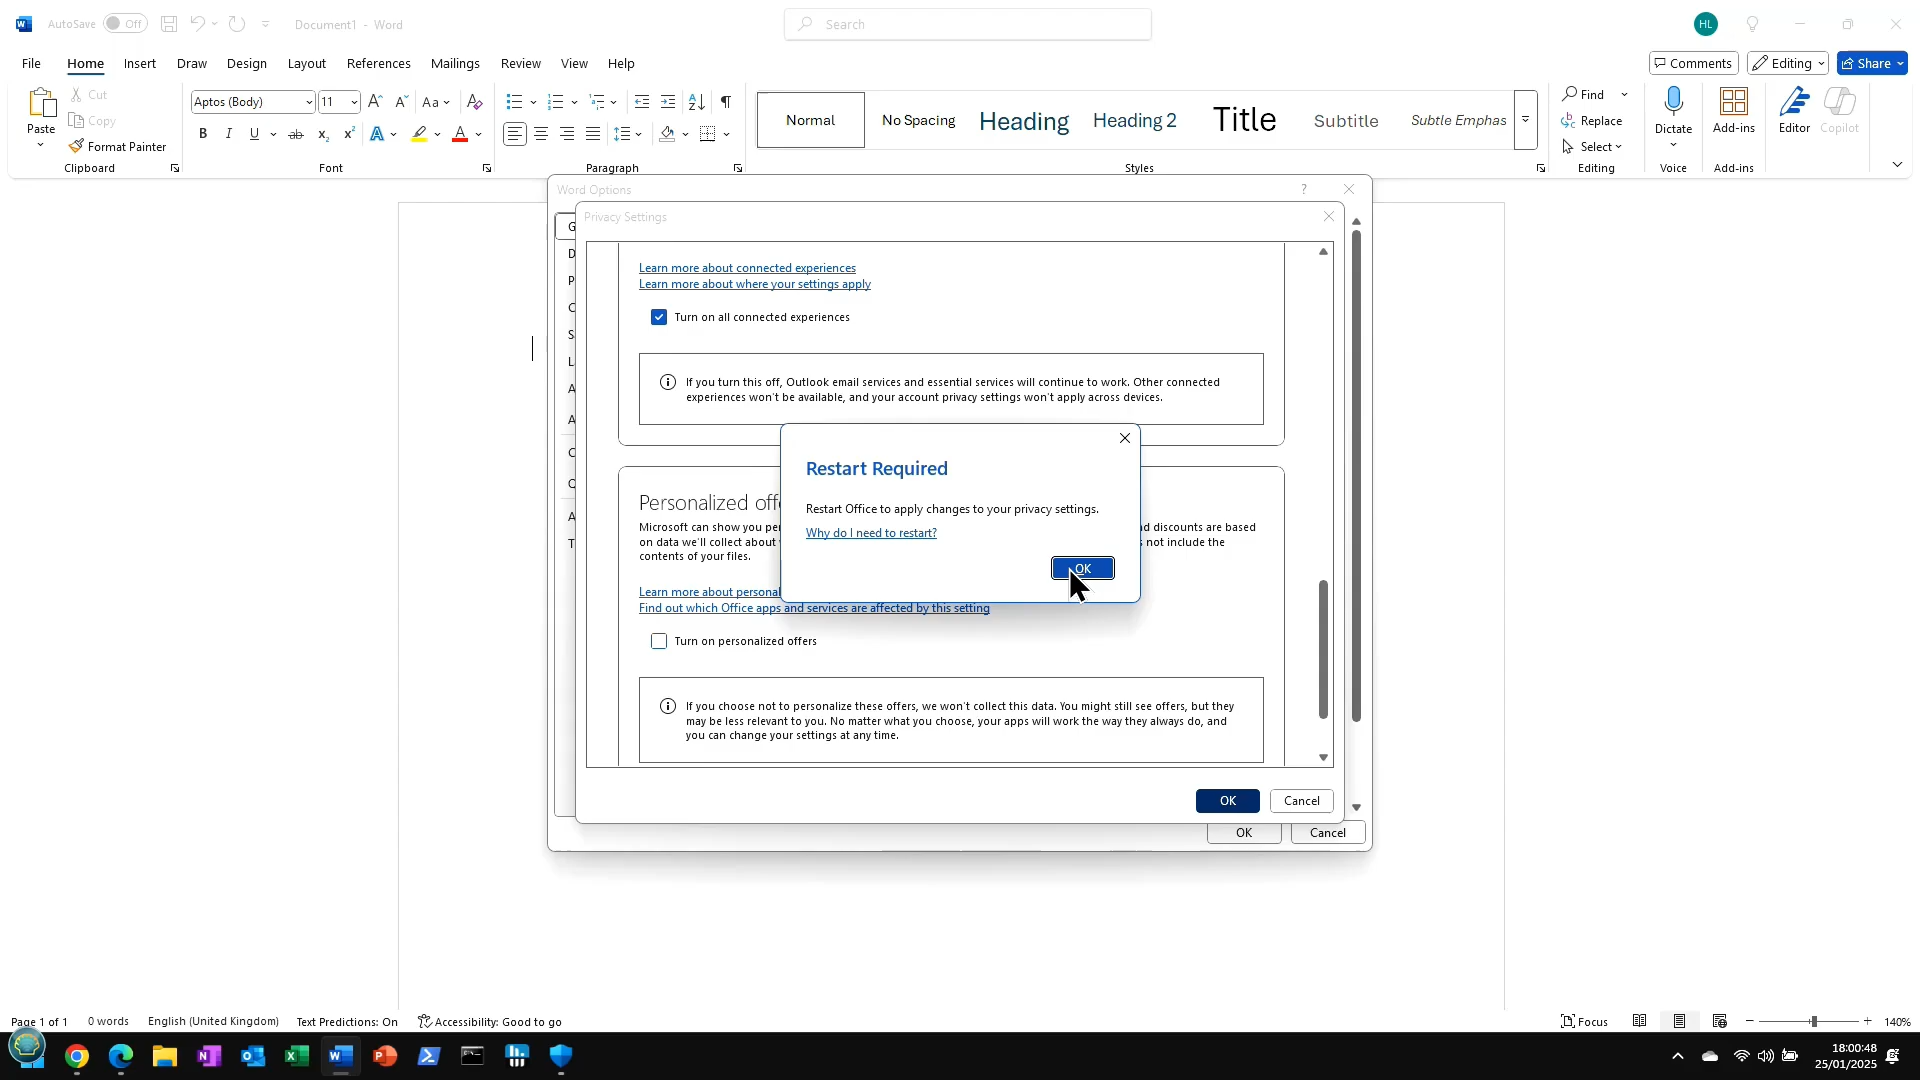 AutoSave Off Document1 - Word Search HL
File Home Insert Draw Design Layout References Mailings Review View Help Comments Editing Share
Paste Cut Copy Format Painter
Aptos (Body) 11 Aa
B I U ab x₂ x² A A
Normal No Spacing Heading Heading 2 Title Subtitle Subtle Emphas
Find Replace Select
Dictate Add-ins Editor Copilot
Clipboard Font Paragraph Styles Editing Voice Add-ins
Word Options ?
Privacy Settings
G
D
P
C
S
L
A
A
C
Q
A
T
Learn more about connected experiences
Learn more about where your settings apply
Turn on all connected experiences
If you turn this off, Outlook email services and essential services will continue to work. Other connected
experiences won't be available, and your account privacy settings won't apply across devices.
Restart Required
Restart Office to apply changes to your privacy settings.
Why do I need to restart?
OK
Personalized off
Microsoft can show you per d discounts are based
on data we'll collect about not include the
contents of your files.
Learn more about personal
Find out which Office apps and services are affected by this setting
Turn on personalized offers
If you choose not to personalize these offers, we won't collect this data. You might still see offers, but they
may be less relevant to you. No matter what you choose, your apps will work the way they always do, and
you can change your settings at any time.
OK Cancel
OK Cancel
Page 1 of 1 0 words English (United Kingdom) Text Predictions: On Accessibility: Good to go Focus 140%
18:00:48
25/01/2025